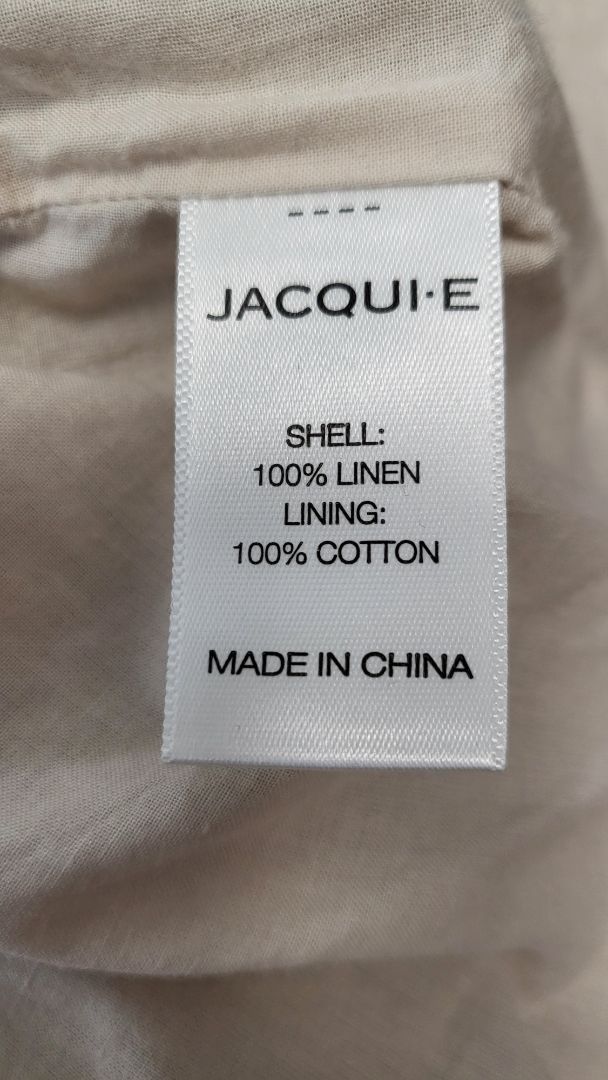 ----
JACQUI·E
SHELL:
100% LINEN
LINING:
100% COTTON
MADE IN CHINA